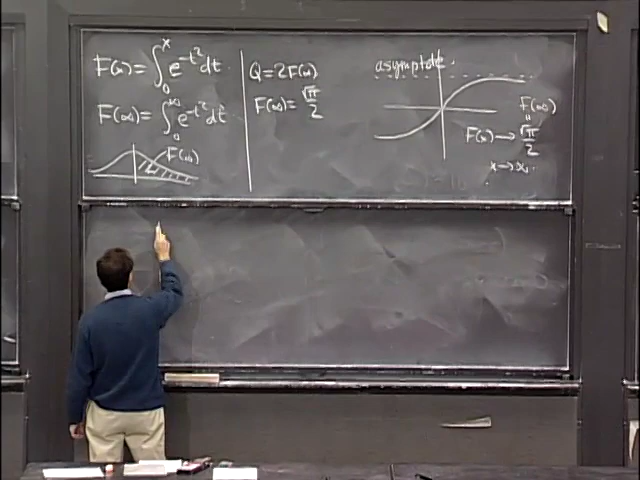 F(x) = ∫₀ˣ e^{-t²} dt
F(∞) = ∫₀^∞ e^{-t²} dt
F(∞)
Q = 2F(∞)
F(∞) = √π/2
asymptote
F(∞)
"
F(x) → √π/2
x → ∞.